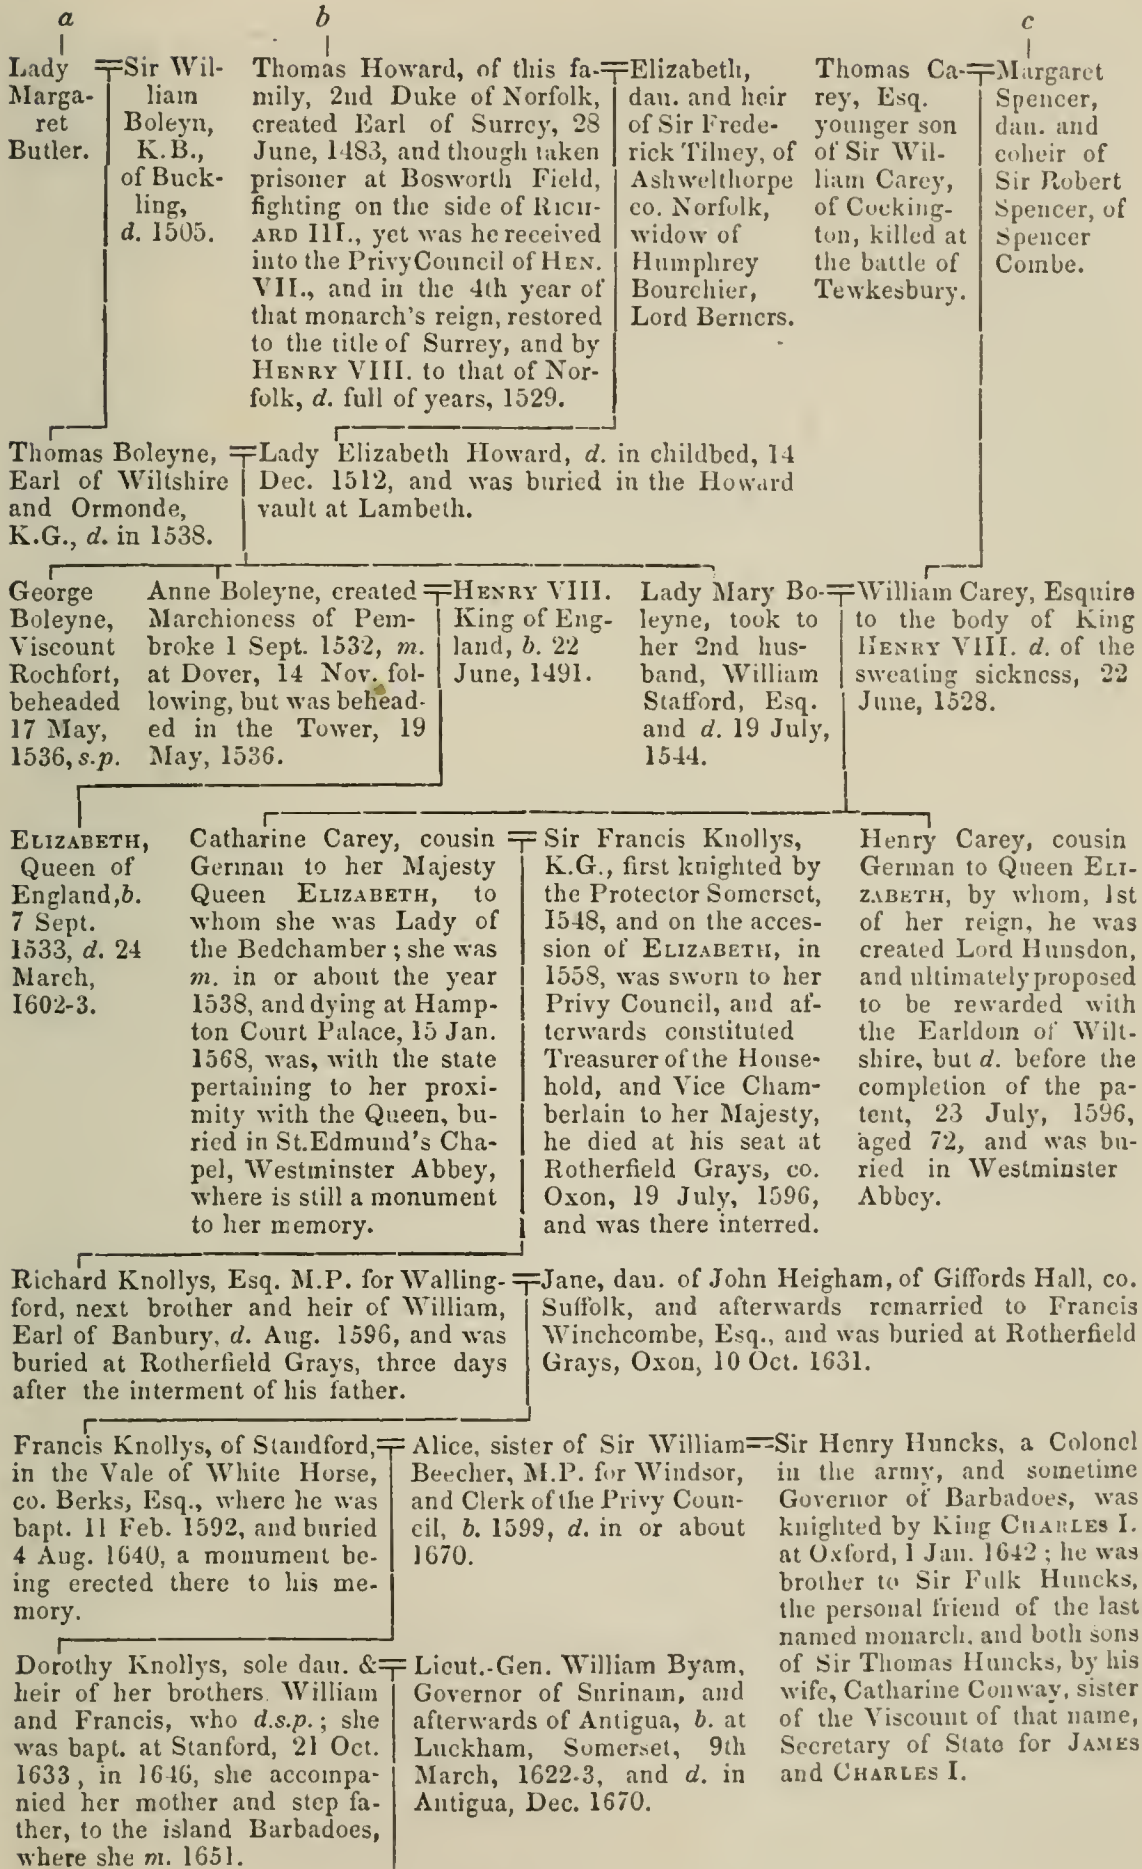 a
b
c
Lady
Marga-
ret
Butler.
Sir Wil-
liam
Boleyn,
K.B.,
of Buck-
ling,
d. 1505.
Thomas Howard, of this fa-
mily, 2nd Duke of Norfolk,
created Earl of Surrey, 28
June, 1483, and though taken
prisoner at Bosworth Field,
fighting on the side of RICH-
ARD III., yet was he received
into the Privy Council of HEN.
VII., and in the 4th year of
that monarch's reign, restored
to the title of Surrey, and by
HENRY VIII. to that of Nor-
folk, d. full of years, 1529.
Elizabeth,
dau. and heir
of Sir Frede-
rick Tilney, of
Ashwelthorpe
co. Norfolk,
widow of
Humphrey
Bourchier,
Lord Berners.
Thomas Ca-
rey, Esq.
younger son
of Sir Wil-
liam Carey,
of Cocking-
ton, killed at
the battle of
Tewkesbury.
Margaret
Spencer,
dau. and
coheir of
Sir Robert
Spencer, of
Spencer
Combe.
Thomas Boleyne,
Earl of Wiltshire
and Ormonde,
K.G., d. in 1538.
Lady Elizabeth Howard, d. in childbed, 14
Dec. 1512, and was buried in the Howard
vault at Lambeth.
George
Boleyne,
Viscount
Rochfort,
beheaded
17 May,
1536, s.p.
Anne Boleyne, created
Marchioness of Pem-
broke 1 Sept. 1532, m.
at Dover, 14 Nov. fol-
lowing, but was behead-
ed in the Tower, 19
May, 1536.
HENRY VIII.
King of Eng-
land, b. 22
June, 1491.
Lady Mary Bo-
leyne, took to
her 2nd hus-
band, William
Stafford, Esq.
and d. 19 July,
1544.
William Carey, Esquire
to the body of King
HENRY VIII. d. of the
sweating sickness, 22
June, 1528.
ELIZABETH,
Queen of
England, b.
7 Sept.
1533, d. 24
March,
1602-3.
Catharine Carey, cousin
German to her Majesty
Queen ELIZABETH, to
whom she was Lady of
the Bedchamber; she was
m. in or about the year
1538, and dying at Hamp-
ton Court Palace, 15 Jan.
1568, was, with the state
pertaining to her proxi-
mity with the Queen, bu-
ried in St. Edmund's Cha-
pel, Westminster Abbey,
where is still a monument
to her memory.
Sir Francis Knollys,
K.G., first knighted by
the Protector Somerset,
1548, and on the acces-
sion of ELIZABETH, in
1558, was sworn to her
Privy Council, and af-
terwards constituted
Treasurer of the House-
hold, and Vice Cham-
berlain to her Majesty,
he died at his seat at
Rotherfield Grays, co.
Oxon, 19 July, 1596,
and was there interred.
Henry Carey, cousin
German to Queen ELI-
ZABETH, by whom, 1st
of her reign, he was
created Lord Hunsdon,
and ultimately proposed
to be rewarded with
the Earldom of Wilt-
shire, but d. before the
completion of the pa-
tent, 23 July, 1596,
aged 72, and was bu-
ried in Westminster
Abbey.
Richard Knollys, Esq. M.P. for Walling-
ford, next brother and heir of William,
Earl of Banbury, d. Aug. 1596, and was
buried at Rotherfield Grays, three days
after the interment of his father.
Jane, dau. of John Heigham, of Giffords Hall, co.
Suffolk, and afterwards remarried to Francis
Winchcombe, Esq., and was buried at Rotherfield
Grays, Oxon, 10 Oct. 1631.
Francis Knollys, of Standford,
in the Vale of White Horse,
co. Berks, Esq., where he was
bapt. 11 Feb. 1592, and buried
4 Aug. 1640, a monument be-
ing erected there to his me-
mory.
Alice, sister of Sir William
Beecher, M.P. for Windsor,
and Clerk of the Privy Coun-
cil, b. 1599, d. in or about
1670.
Sir Henry Huncks, a Colonel
in the army, and sometime
Governor of Barbadoes, was
knighted by King CHARLES I.
at Oxford, 1 Jan. 1642; he was
brother to Sir Fulk Huncks,
the personal friend of the last
named monarch, and both sons
of Sir Thomas Huncks, by his
wife, Catharine Conway, sister
of the Viscount of that name,
Secretary of State for JAMES
and CHARLES I.
Dorothy Knollys, sole dau. &
heir of her brothers William
and Francis, who d.s.p.; she
was bapt. at Stanford, 21 Oct.
1633, in 1646, she accompa-
nied her mother and step fa-
ther, to the island Barbadoes,
where she m. 1651.
Lieut.-Gen. William Byam,
Governor of Surinam, and
afterwards of Antigua, b. at
Luckham, Somerset, 9th
March, 1622-3, and d. in
Antigua, Dec. 1670.